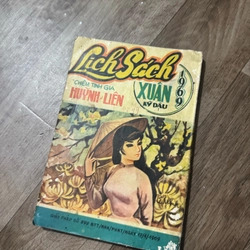 Lịch Sách
CHIÊM TINH GIA
HUỲNH-LIÊN
XUÂN
KỶ DẬU
1969